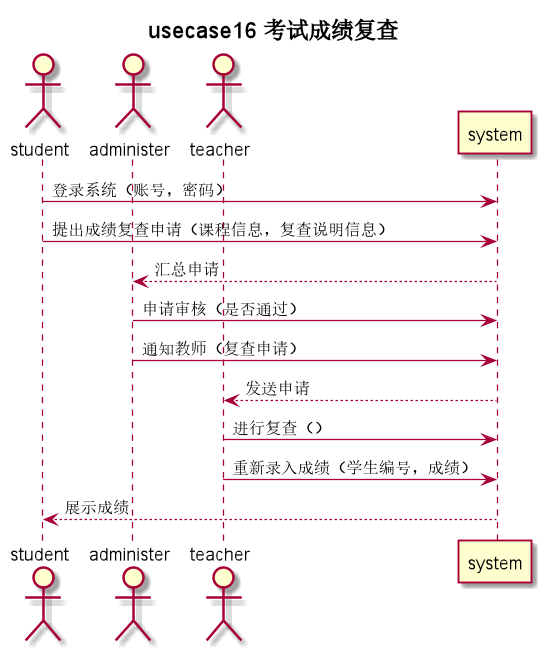 usecase16 考试成绩复查
student administer teacher system
登录系统（账号，密码）
提出成绩复查申请（课程信息，复查说明信息）
汇总申请
申请审核（是否通过）
通知教师（复查申请）
发送申请
进行复查（）
重新录入成绩（学生编号，成绩）
展示成绩
student administer teacher system